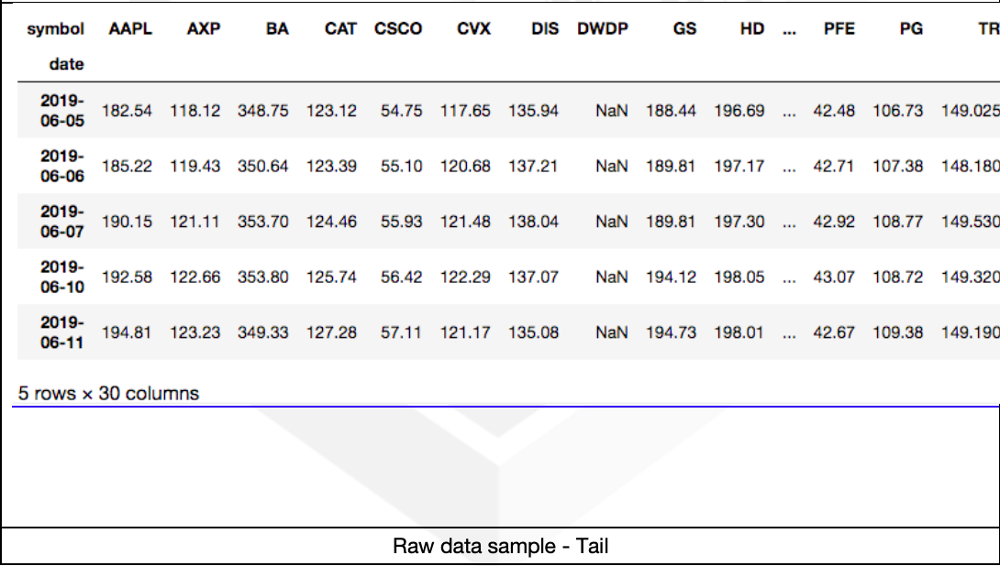 symbol AAPL AXP BA CAT CSCO CVX DIS DWDP GS HD ... PFE PG TR
date
2019-
06-05 182.54 118.12 348.75 123.12 54.75 117.65 135.94 NaN 188.44 196.69 ... 42.48 106.73 149.025
2019-
06-06 185.22 119.43 350.64 123.39 55.10 120.68 137.21 NaN 189.81 197.17 ... 42.71 107.38 148.180
2019-
06-07 190.15 121.11 353.70 124.46 55.93 121.48 138.04 NaN 189.81 197.30 ... 42.92 108.77 149.530
2019-
06-10 192.58 122.66 353.80 125.74 56.42 122.29 137.07 NaN 194.12 198.05 ... 43.07 108.72 149.320
2019-
06-11 194.81 123.23 349.33 127.28 57.11 121.17 135.08 NaN 194.73 198.01 ... 42.67 109.38 149.190
5 rows × 30 columns
Raw data sample - Tail